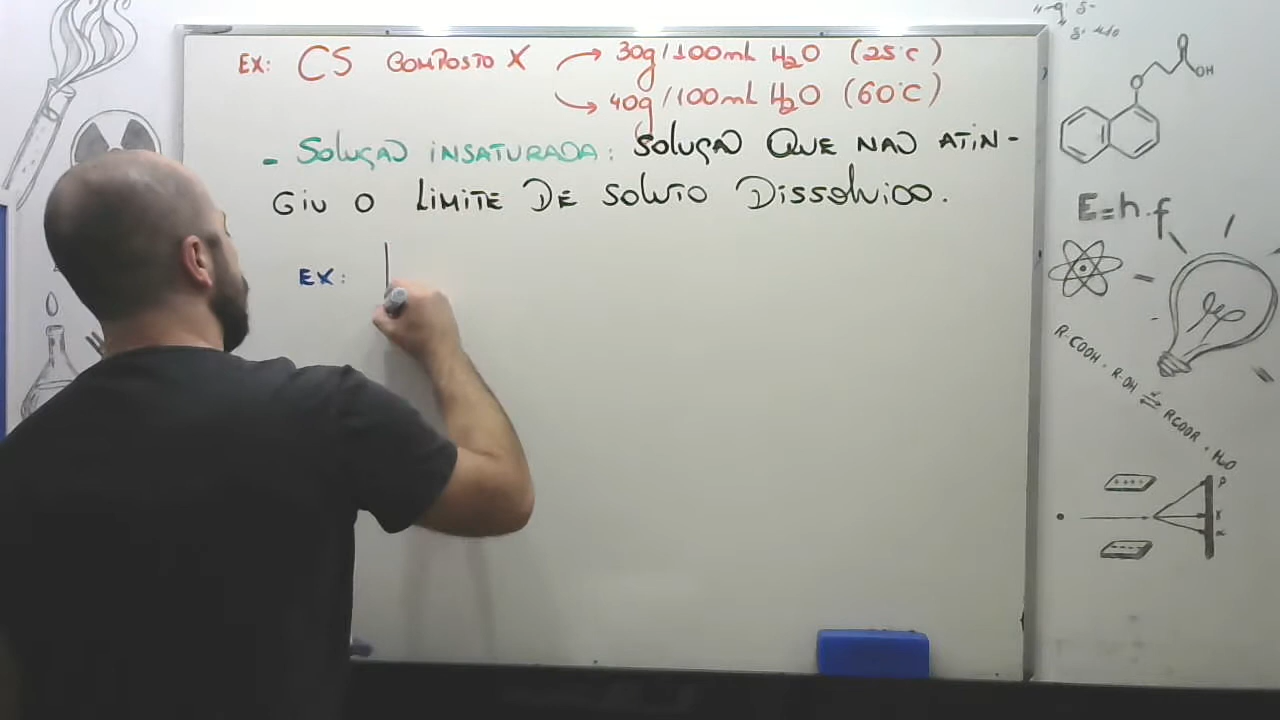 EX: CS COMPOSTO X → 30g/100mL H2O (25°C)
→ 40g/100mL H2O (60°C)
- SOLUÇÃO INSATURADA: SOLUÇÃO QUE NÃO ATIN-
GIU O LIMITE DE SOLUTO DISSOLVIDO.
EX:
OH
O
E=h.f
R-COOH + R-OH ⇌ RCOOR + H2O
++++
----
β
γ
α